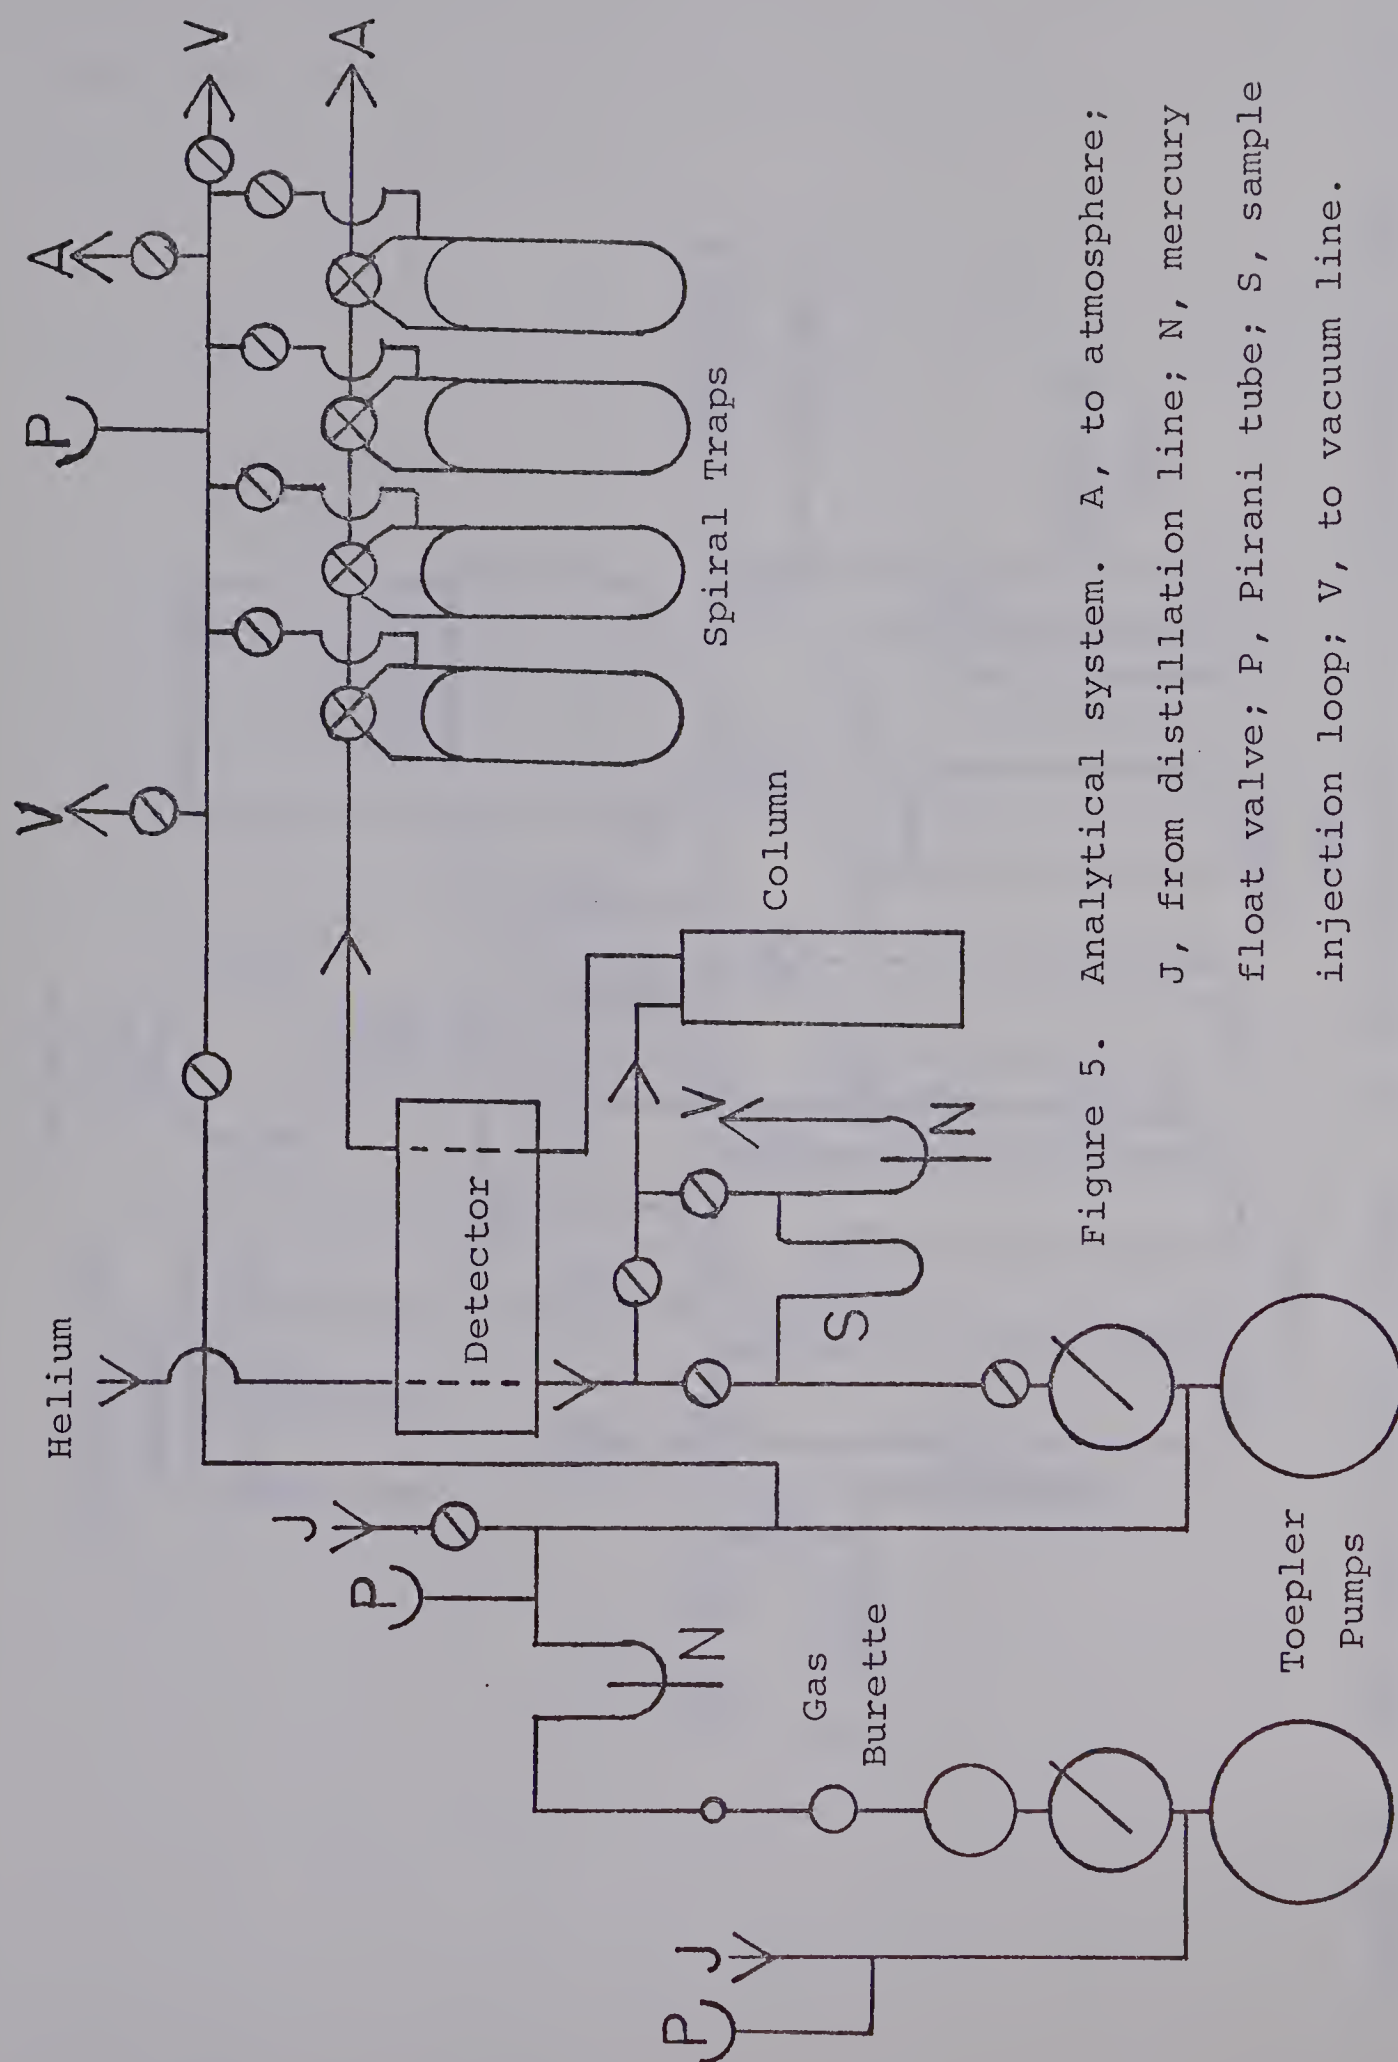 V
A
A
P
Spiral Traps
V
Column
Helium
Detector
V
N
S
J
P
N
Gas
Burette
Toepler
Pumps
J
P
Figure 5. Analytical system. A, to atmosphere;
J, from distillation line; N, mercury
float valve; P, Pirani tube; S, sample
injection loop; V, to vacuum line.